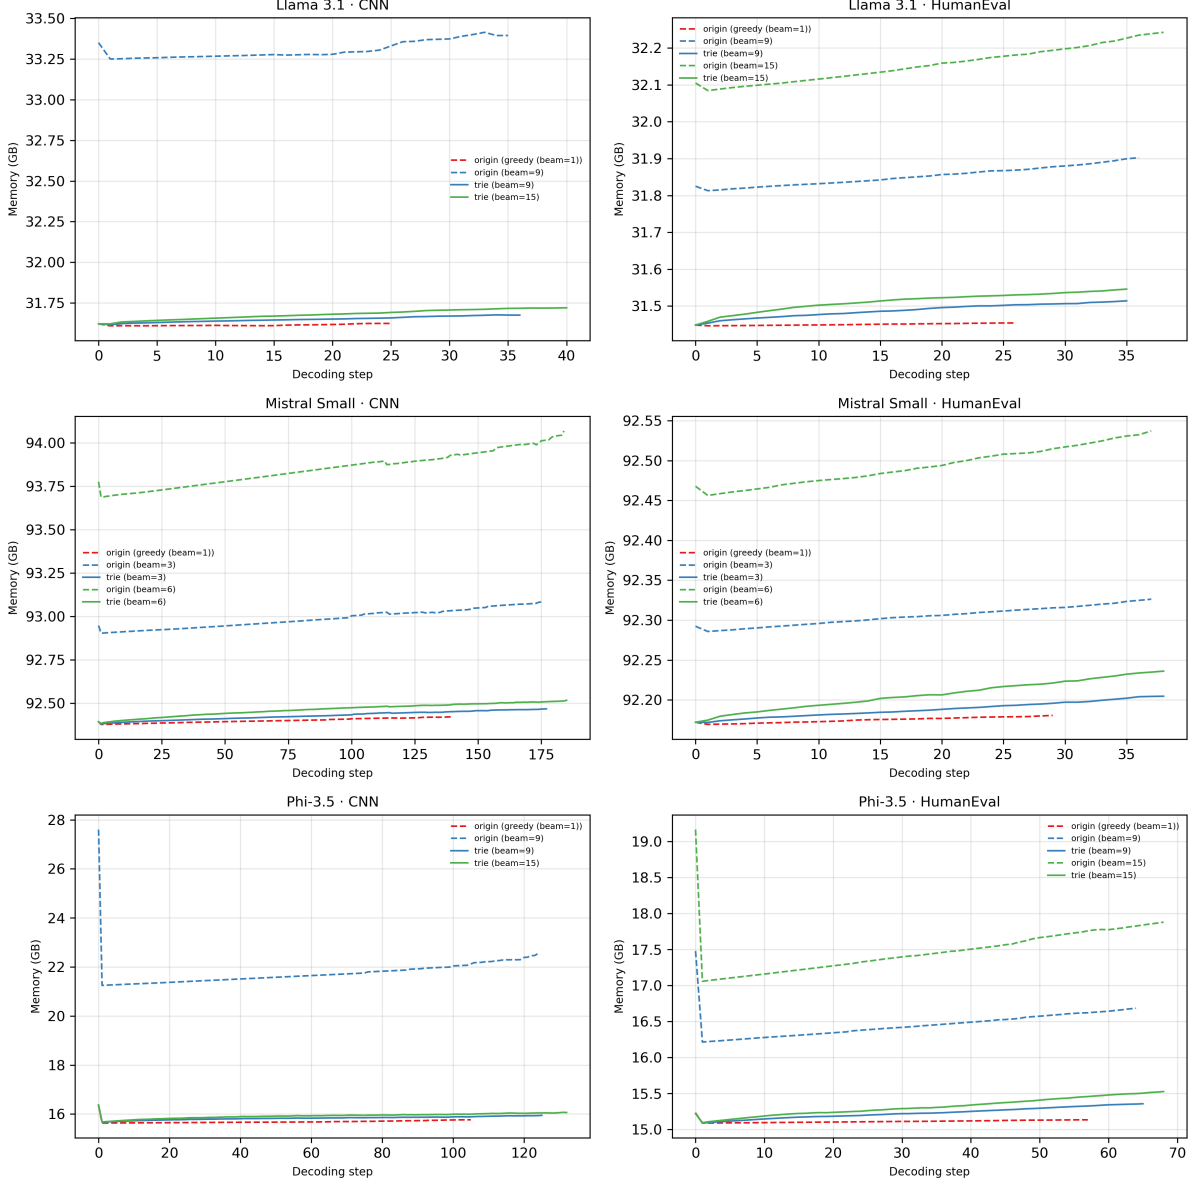 Llama 3.1 · CNN
Memory (GB)
33.50
33.25
33.00
32.75
32.50
32.25
32.00
31.75
origin (greedy (beam=1))
origin (beam=9)
trie (beam=9)
trie (beam=15)
0 5 10 15 20 25 30 35 40
Decoding step
Llama 3.1 · HumanEval
Memory (GB)
32.2
32.1
32.0
31.9
31.8
31.7
31.6
31.5
origin (greedy (beam=1))
origin (beam=9)
trie (beam=9)
origin (beam=15)
trie (beam=15)
0 5 10 15 20 25 30 35
Decoding step
Mistral Small · CNN
Memory (GB)
94.00
93.75
93.50
93.25
93.00
92.75
92.50
origin (greedy (beam=1))
origin (beam=3)
trie (beam=3)
origin (beam=6)
trie (beam=6)
0 25 50 75 100 125 150 175
Decoding step
Mistral Small · HumanEval
Memory (GB)
92.55
92.50
92.45
92.40
92.35
92.30
92.25
92.20
origin (greedy (beam=1))
origin (beam=3)
trie (beam=3)
origin (beam=6)
trie (beam=6)
0 5 10 15 20 25 30 35
Decoding step
Phi-3.5 · CNN
Memory (GB)
28
26
24
22
20
18
16
origin (greedy (beam=1))
origin (beam=9)
trie (beam=9)
trie (beam=15)
0 20 40 60 80 100 120
Decoding step
Phi-3.5 · HumanEval
Memory (GB)
19.0
18.5
18.0
17.5
17.0
16.5
16.0
15.5
15.0
origin (greedy (beam=1))
origin (beam=9)
trie (beam=9)
origin (beam=15)
trie (beam=15)
0 10 20 30 40 50 60 70
Decoding step